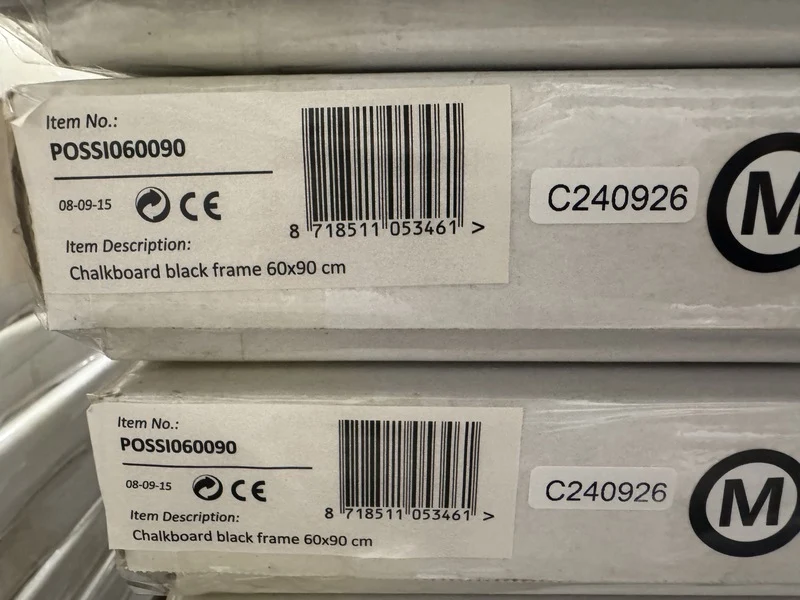 Item No.:
POSSI060090
08-09-15 CE
Item Description:
Chalkboard black frame 60x90 cm
8 718511 053461 >
C240926
M
Item No.:
POSSI060090
08-09-15 CE
Item Description:
Chalkboard black frame 60x90 cm
8 718511 053461 >
C240926
M